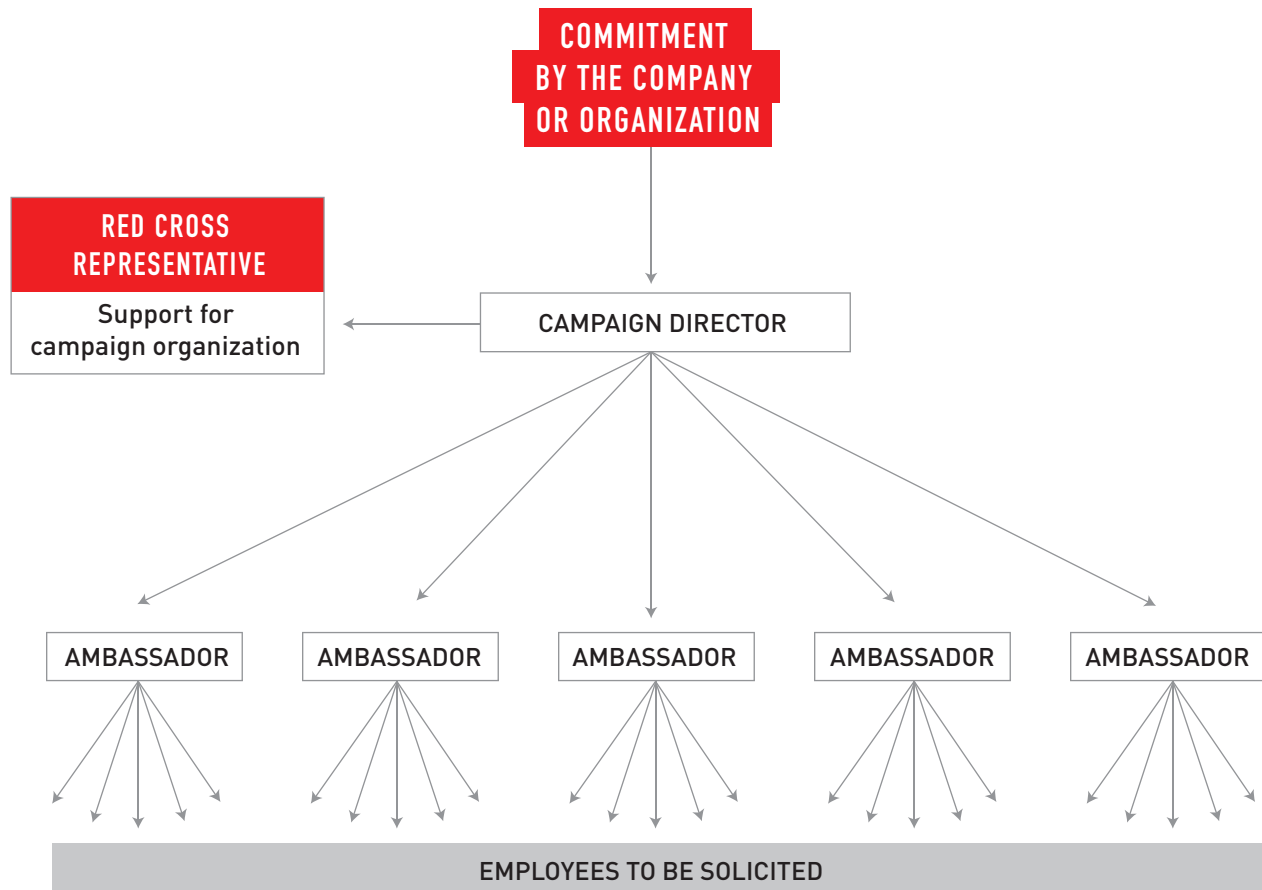 COMMITMENT
BY THE COMPANY
OR ORGANIZATION
RED CROSS
REPRESENTATIVE
Support for
campaign organization
CAMPAIGN DIRECTOR
AMBASSADOR
AMBASSADOR
AMBASSADOR
AMBASSADOR
AMBASSADOR
EMPLOYEES TO BE SOLICITED